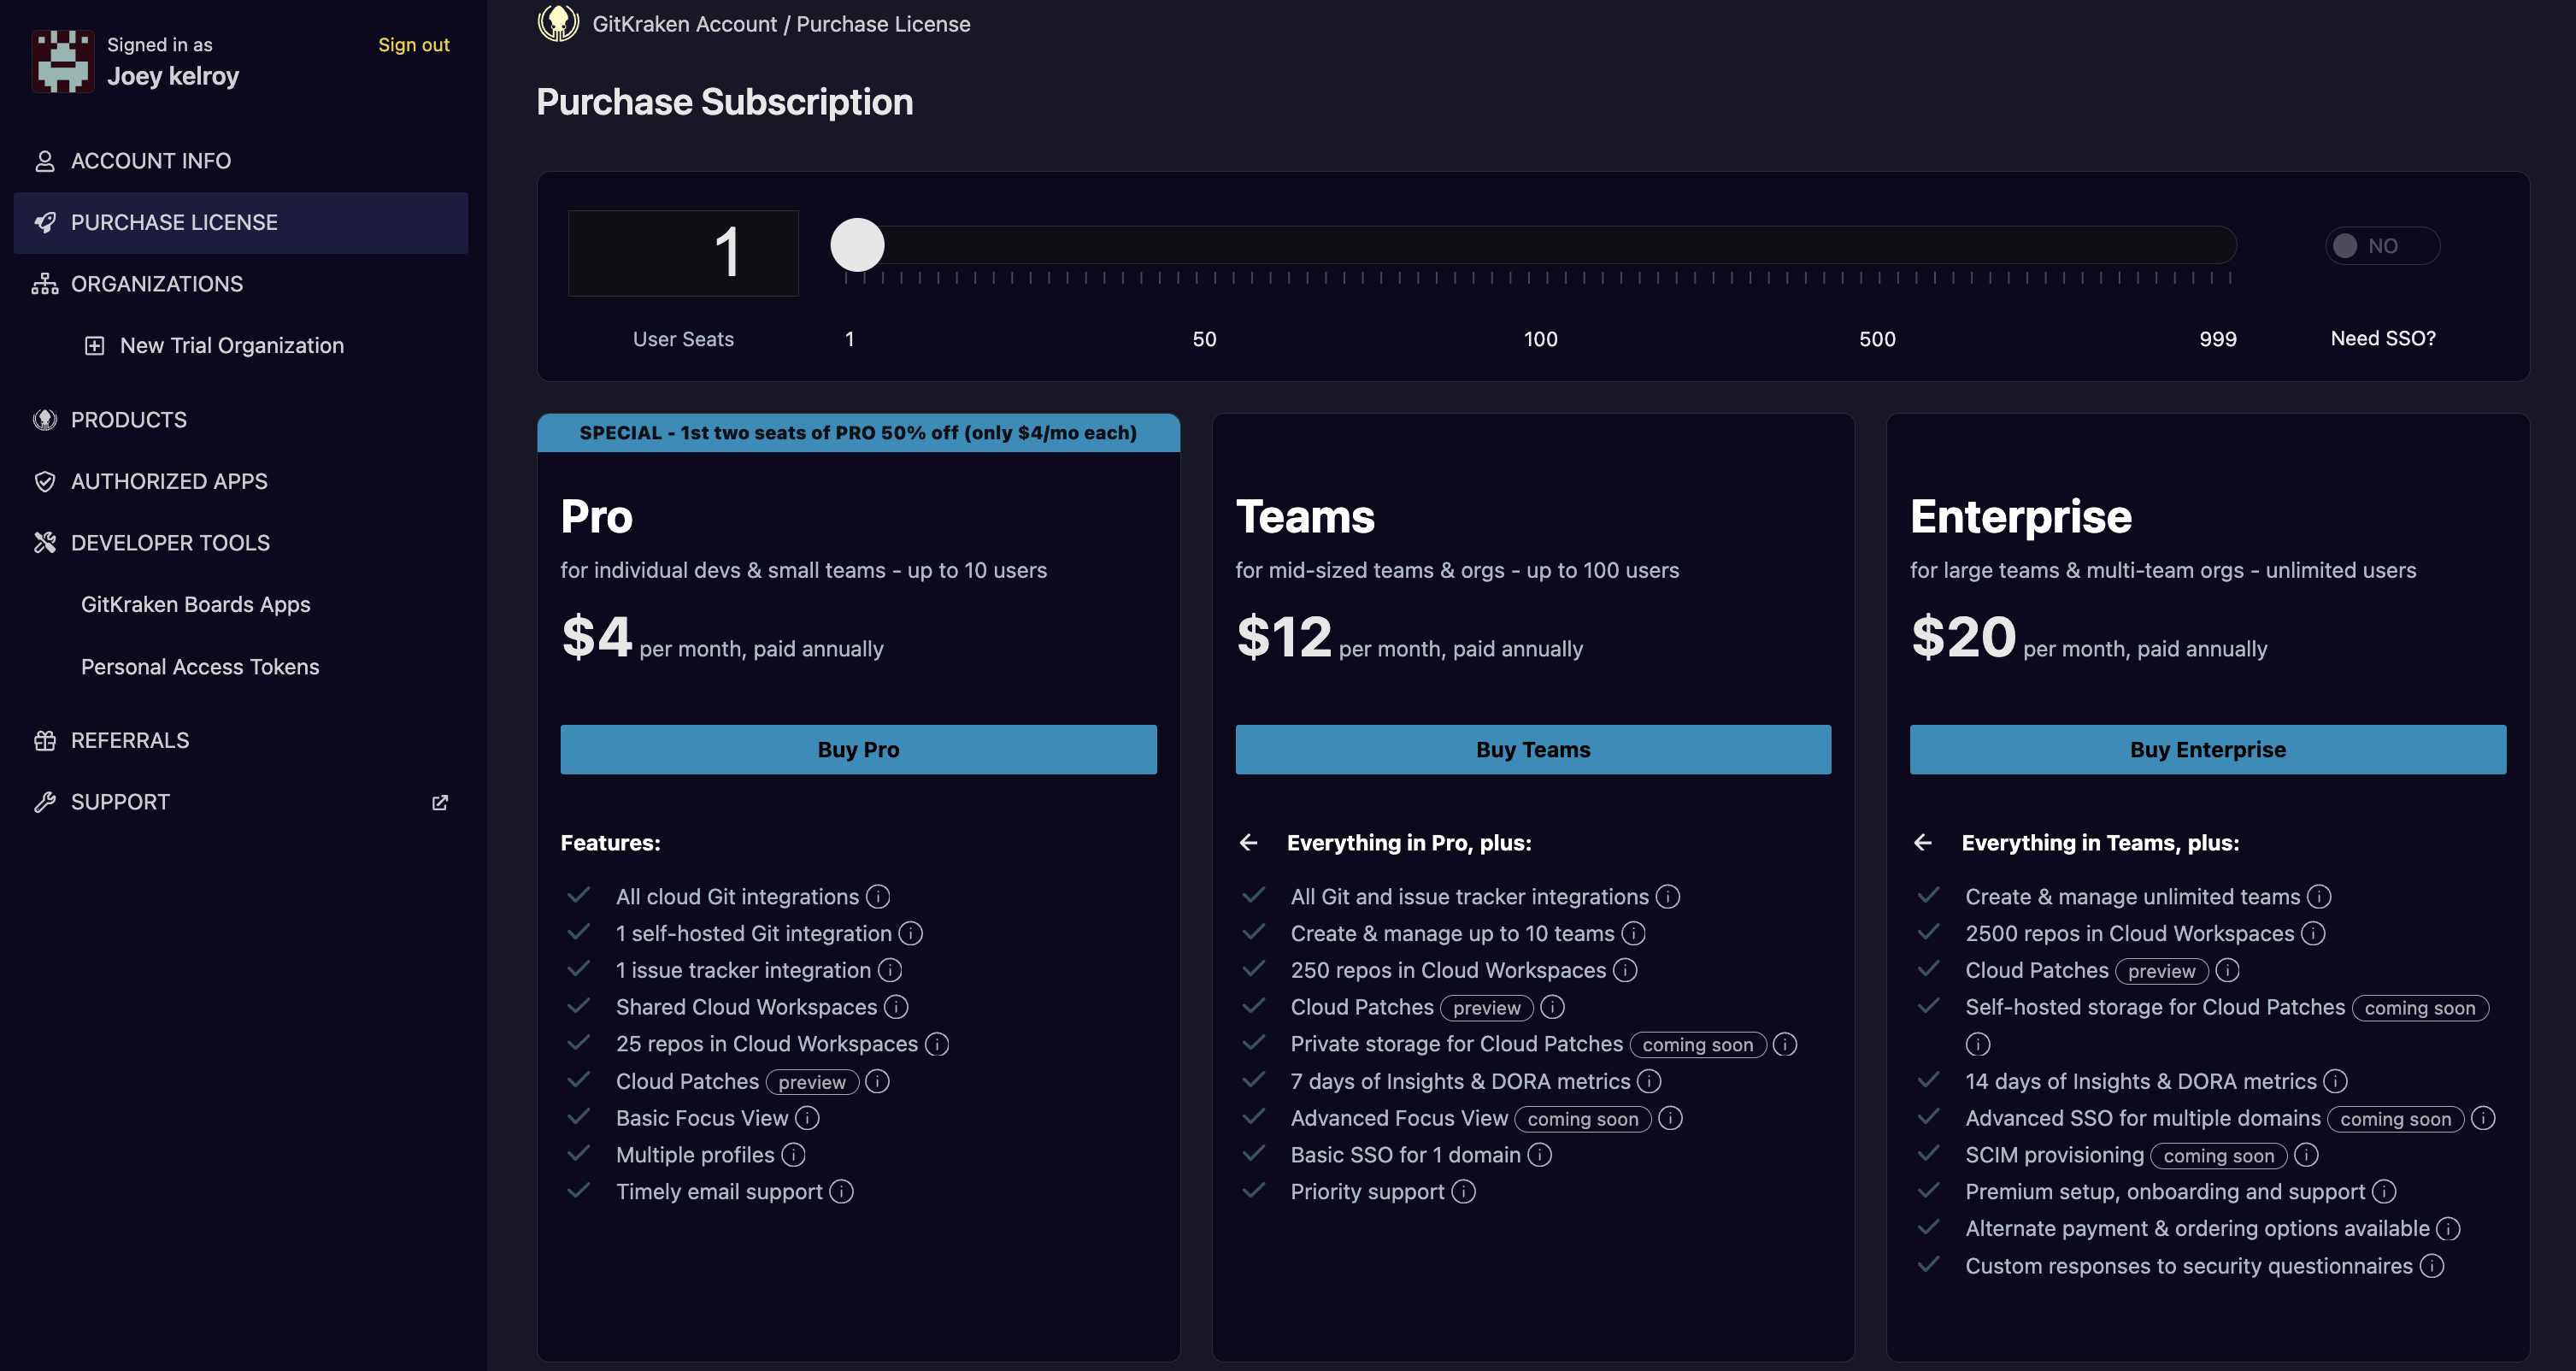 Signed in as
Joey kelroy
Sign out
ACCOUNT INFO
PURCHASE LICENSE
ORGANIZATIONS
New Trial Organization
PRODUCTS
AUTHORIZED APPS
DEVELOPER TOOLS
GitKraken Boards Apps
Personal Access Tokens
REFERRALS
SUPPORT
GitKraken Account / Purchase License
Purchase Subscription
1
User Seats
1 50 100 500 999
NO
Need SSO?
SPECIAL - 1st two seats of PRO 50% off (only $4/mo each)
Pro
for individual devs & small teams - up to 10 users
$4 per month, paid annually
Buy Pro
Features:
All cloud Git integrations
1 self-hosted Git integration
1 issue tracker integration
Shared Cloud Workspaces
25 repos in Cloud Workspaces
Cloud Patches preview
Basic Focus View
Multiple profiles
Timely email support
Teams
for mid-sized teams & orgs - up to 100 users
$12 per month, paid annually
Buy Teams
Everything in Pro, plus:
All Git and issue tracker integrations
Create & manage up to 10 teams
250 repos in Cloud Workspaces
Cloud Patches preview
Private storage for Cloud Patches coming soon
7 days of Insights & DORA metrics
Advanced Focus View coming soon
Basic SSO for 1 domain
Priority support
Enterprise
for large teams & multi-team orgs - unlimited users
$20 per month, paid annually
Buy Enterprise
Everything in Teams, plus:
Create & manage unlimited teams
2500 repos in Cloud Workspaces
Cloud Patches preview
Self-hosted storage for Cloud Patches coming soon
14 days of Insights & DORA metrics
Advanced SSO for multiple domains coming soon
SCIM provisioning coming soon
Premium setup, onboarding and support
Alternate payment & ordering options available
Custom responses to security questionnaires